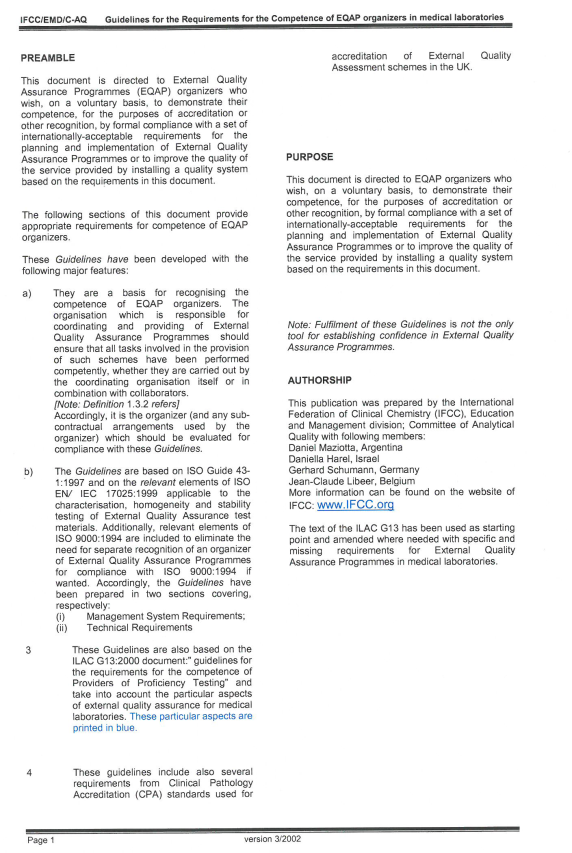 IFCC/EMD/C-AQ Guidelines for the Requirements for the Competence of EQAP organizers in medical laboratories
PREAMBLE
This document is directed to External Quality
Assurance Programmes (EQAP) organizers who
wish, on a voluntary basis, to demonstrate their
competence, for the purposes of accreditation or
other recognition, by formal compliance with a set of
internationally-acceptable requirements for the
planning and implementation of External Quality
Assurance Programmes or to improve the quality of
the service provided by installing a quality system
based on the requirements in this document.
The following sections of this document provide
appropriate requirements for competence of EQAP
organizers.
These Guidelines have been developed with the
following major features:
a) They are a basis for recognising the
competence of EQAP organizers. The
organisation which is responsible for
coordinating and providing of External
Quality Assurance Programmes should
ensure that all tasks involved in the provision
of such schemes have been performed
competently, whether they are carried out by
the coordinating organisation itself or in
combination with collaborators.
[Note: Definition 1.3.2 refers]
Accordingly, it is the organizer (and any sub-
contractual arrangements used by the
organizer) which should be evaluated for
compliance with these Guidelines.
b) The Guidelines are based on ISO Guide 43-
1:1997 and on the relevant elements of ISO
EN/ IEC 17025:1999 applicable to the
characterisation, homogeneity and stability
testing of External Quality Assurance test
materials. Additionally, relevant elements of
ISO 9000:1994 are included to eliminate the
need for separate recognition of an organizer
of External Quality Assurance Programmes
for compliance with ISO 9000:1994 if
wanted. Accordingly, the Guidelines have
been prepared in two sections covering,
respectively:
(i) Management System Requirements;
(ii) Technical Requirements
3 These Guidelines are also based on the
ILAC G13:2000 document:" guidelines for
the requirements for the competence of
Providers of Proficiency Testing" and
take into account the particular aspects
of external quality assurance for medical
laboratories. These particular aspects are
printed in blue.
4 These guidelines include also several
requirements from Clinical Pathology
Accreditation (CPA) standards used for
accreditation of External Quality
Assessment schemes in the UK.
PURPOSE
This document is directed to EQAP organizers who
wish, on a voluntary basis, to demonstrate their
competence, for the purposes of accreditation or
other recognition, by formal compliance with a set of
internationally-acceptable requirements for the
planning and implementation of External Quality
Assurance Programmes or to improve the quality of
the service provided by installing a quality system
based on the requirements in this document.
Note: Fulfilment of these Guidelines is not the only
tool for establishing confidence in External Quality
Assurance Programmes.
AUTHORSHIP
This publication was prepared by the International
Federation of Clinical Chemistry (IFCC), Education
and Management division; Committee of Analytical
Quality with following members:
Daniel Maziotta, Argentina
Daniella Harel, Israel
Gerhard Schumann, Germany
Jean-Claude Libeer, Belgium
More information can be found on the website of
IFCC: www.IFCC.org
The text of the ILAC G13 has been used as starting
point and amended where needed with specific and
missing requirements for External Quality
Assurance Programmes in medical laboratories.
Page 1 version 3/2002